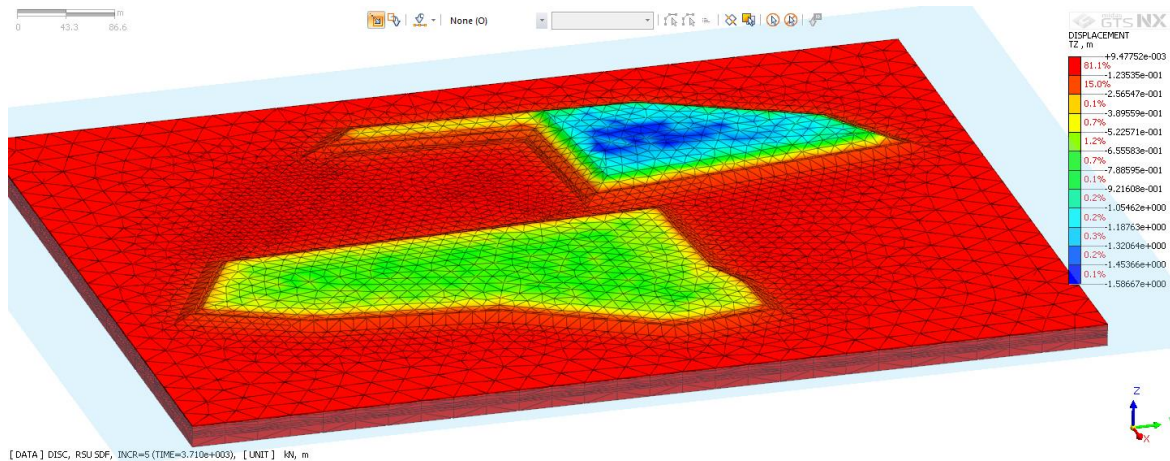 m
0 43.3 86.6
None (0)
GTS NX
DISPLACEMENT
TZ , m
+9.47752e-003
81.1%
-1.23535e-001
15.0%
-2.56547e-001
0.1%
-3.89559e-001
0.7%
-5.22571e-001
1.2%
-6.55583e-001
0.7%
-7.88595e-001
0.1%
-9.21608e-001
0.2%
-1.05462e+000
0.2%
-1.18763e+000
0.3%
-1.32064e+000
0.2%
-1.45366e+000
0.1%
-1.58667e+000
Z
X
[ DATA ] DISC, RSU SDF, INCR=5 (TIME=3.710e+003), [ UNIT ] kN, m